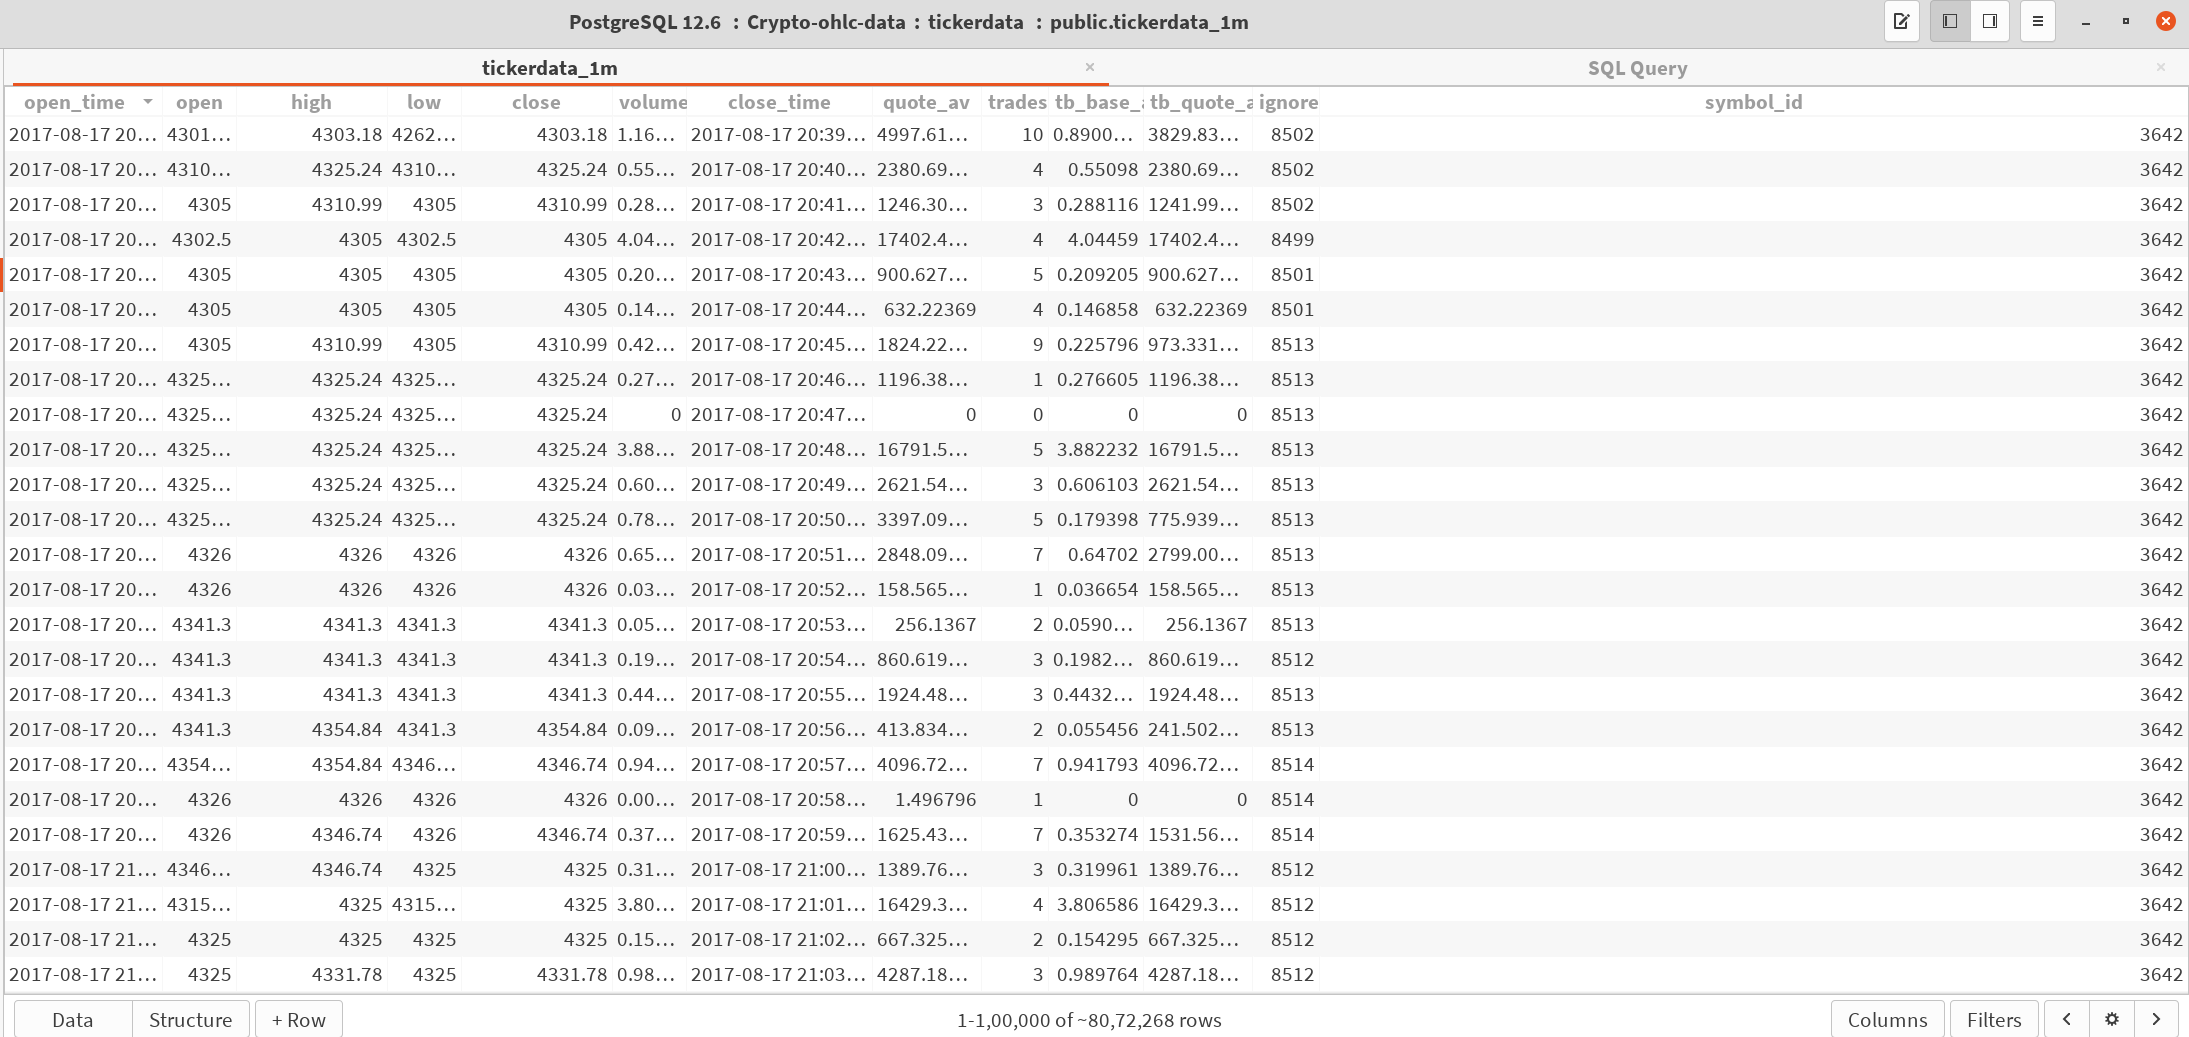 PostgreSQL 12.6 : Crypto-ohlc-data : tickerdata : public.tickerdata_1m
tickerdata_1m × SQL Query ×
open_time open high low close volume close_time quote_av trades tb_base_a tb_quote_a ignore symbol_id
2017-08-17 20... 4301... 4303.18 4262... 4303.18 1.16... 2017-08-17 20:39... 4997.61... 10 0.8900... 3829.83... 8502 3642
2017-08-17 20... 4310... 4325.24 4310... 4325.24 0.55... 2017-08-17 20:40... 2380.69... 4 0.55098 2380.69... 8502 3642
2017-08-17 20... 4305 4310.99 4305 4310.99 0.28... 2017-08-17 20:41... 1246.30... 3 0.288116 1241.99... 8502 3642
2017-08-17 20... 4302.5 4305 4302.5 4305 4.04... 2017-08-17 20:42... 17402.4... 4 4.04459 17402.4... 8499 3642
2017-08-17 20... 4305 4305 4305 4305 0.20... 2017-08-17 20:43... 900.627... 5 0.209205 900.627... 8501 3642
2017-08-17 20... 4305 4305 4305 4305 0.14... 2017-08-17 20:44... 632.22369 4 0.146858 632.22369 8501 3642
2017-08-17 20... 4305 4310.99 4305 4310.99 0.42... 2017-08-17 20:45... 1824.22... 9 0.225796 973.331... 8513 3642
2017-08-17 20... 4325... 4325.24 4325... 4325.24 0.27... 2017-08-17 20:46... 1196.38... 1 0.276605 1196.38... 8513 3642
2017-08-17 20... 4325... 4325.24 4325... 4325.24 0 2017-08-17 20:47... 0 0 0 0 8513 3642
2017-08-17 20... 4325... 4325.24 4325... 4325.24 3.88... 2017-08-17 20:48... 16791.5... 5 3.882232 16791.5... 8513 3642
2017-08-17 20... 4325... 4325.24 4325... 4325.24 0.60... 2017-08-17 20:49... 2621.54... 3 0.606103 2621.54... 8513 3642
2017-08-17 20... 4325... 4325.24 4325... 4325.24 0.78... 2017-08-17 20:50... 3397.09... 5 0.179398 775.939... 8513 3642
2017-08-17 20... 4326 4326 4326 4326 0.65... 2017-08-17 20:51... 2848.09... 7 0.64702 2799.00... 8513 3642
2017-08-17 20... 4326 4326 4326 4326 0.03... 2017-08-17 20:52... 158.565... 1 0.036654 158.565... 8513 3642
2017-08-17 20... 4341.3 4341.3 4341.3 4341.3 0.05... 2017-08-17 20:53... 256.1367 2 0.0590... 256.1367 8513 3642
2017-08-17 20... 4341.3 4341.3 4341.3 4341.3 0.19... 2017-08-17 20:54... 860.619... 3 0.1982... 860.619... 8512 3642
2017-08-17 20... 4341.3 4341.3 4341.3 4341.3 0.44... 2017-08-17 20:55... 1924.48... 3 0.4432... 1924.48... 8513 3642
2017-08-17 20... 4341.3 4354.84 4341.3 4354.84 0.09... 2017-08-17 20:56... 413.834... 2 0.055456 241.502... 8513 3642
2017-08-17 20... 4354... 4354.84 4346... 4346.74 0.94... 2017-08-17 20:57... 4096.72... 7 0.941793 4096.72... 8514 3642
2017-08-17 20... 4326 4326 4326 4326 0.00... 2017-08-17 20:58... 1.496796 1 0 0 8514 3642
2017-08-17 20... 4326 4346.74 4326 4346.74 0.37... 2017-08-17 20:59... 1625.43... 7 0.353274 1531.56... 8514 3642
2017-08-17 21... 4346... 4346.74 4325 4325 0.31... 2017-08-17 21:00... 1389.76... 3 0.319961 1389.76... 8512 3642
2017-08-17 21... 4315... 4325 4315... 4325 3.80... 2017-08-17 21:01... 16429.3... 4 3.806586 16429.3... 8512 3642
2017-08-17 21... 4325 4325 4325 4325 0.15... 2017-08-17 21:02... 667.325... 2 0.154295 667.325... 8512 3642
2017-08-17 21... 4325 4331.78 4325 4331.78 0.98... 2017-08-17 21:03... 4287.18... 3 0.989764 4287.18... 8512 3642
Data Structure + Row 1-1,00,000 of ~80,72,268 rows Columns Filters